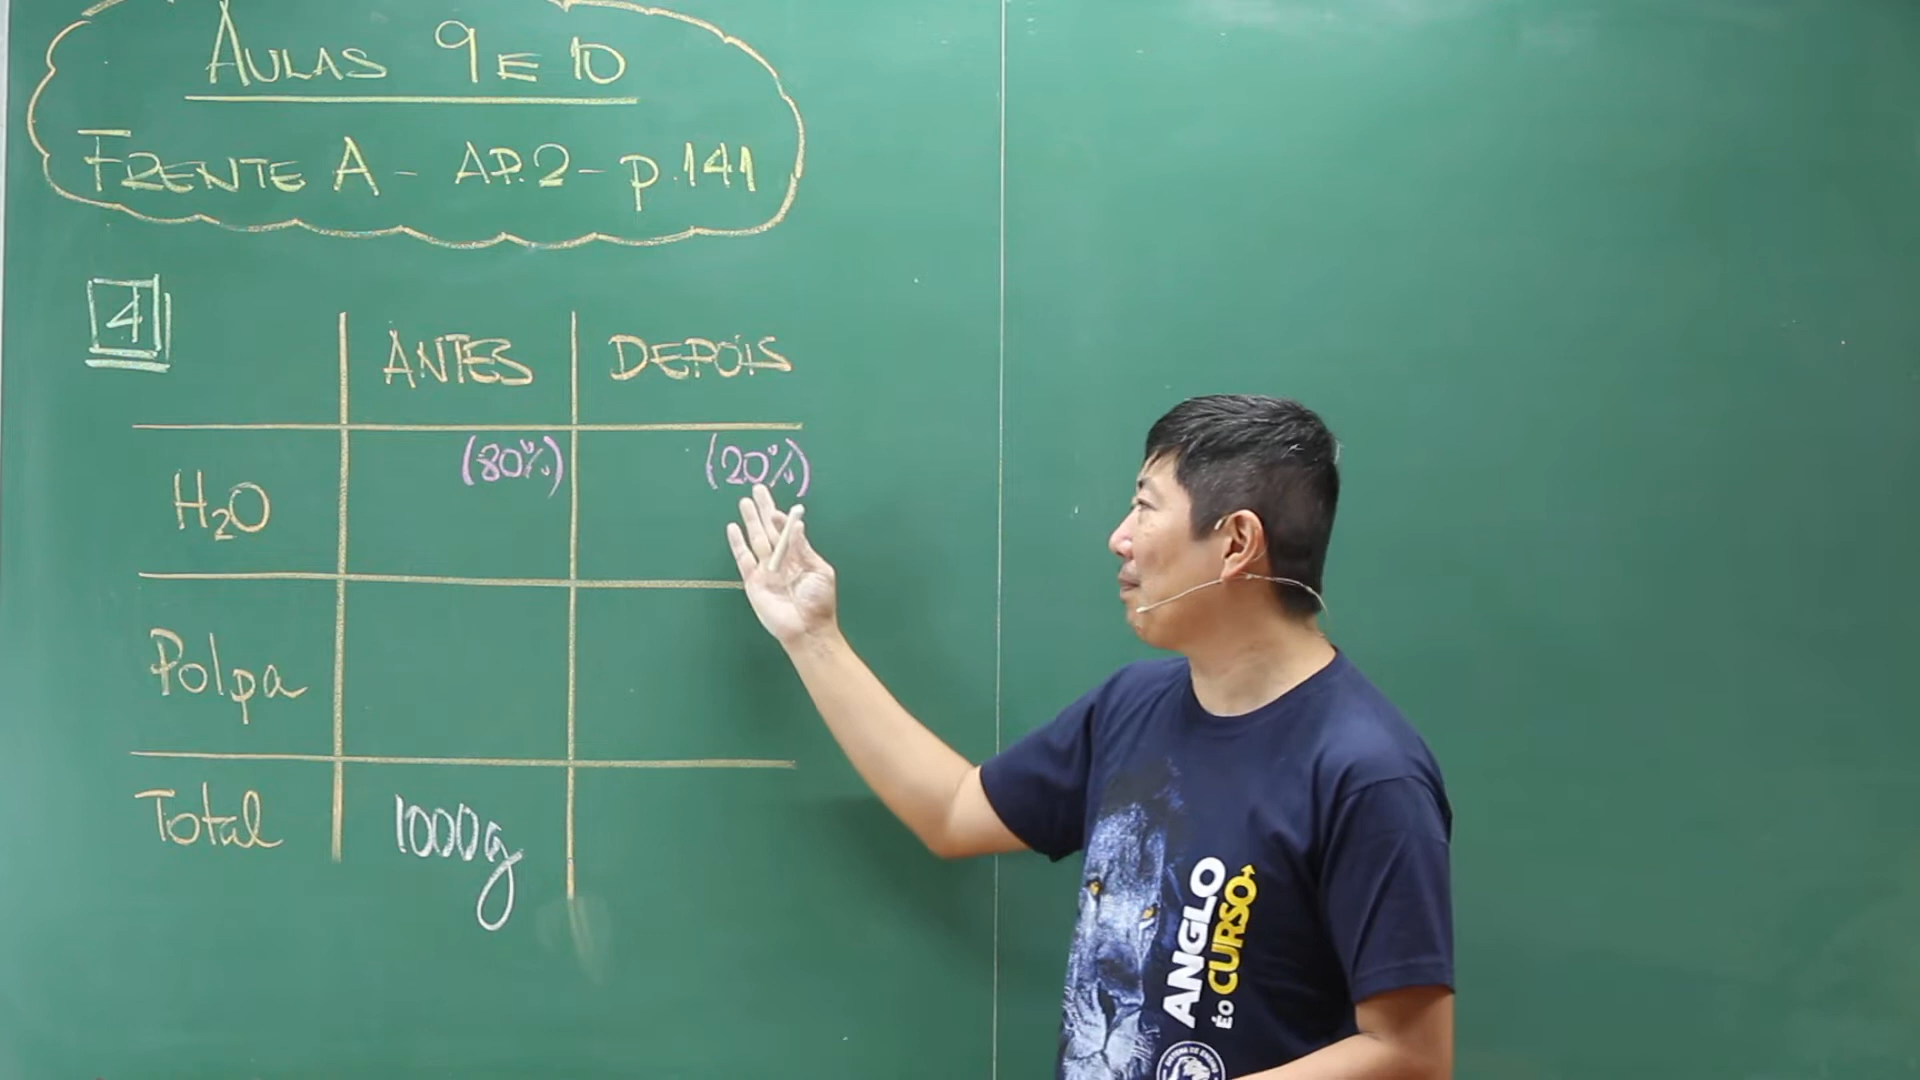 AULAS 9 E 10
FRENTE A - AP.2 - p.141
4
ANTES
DEPOIS
H₂O
(80%)
(20%)
Polpa
Total
1000g
ANGLO
É O CURSO